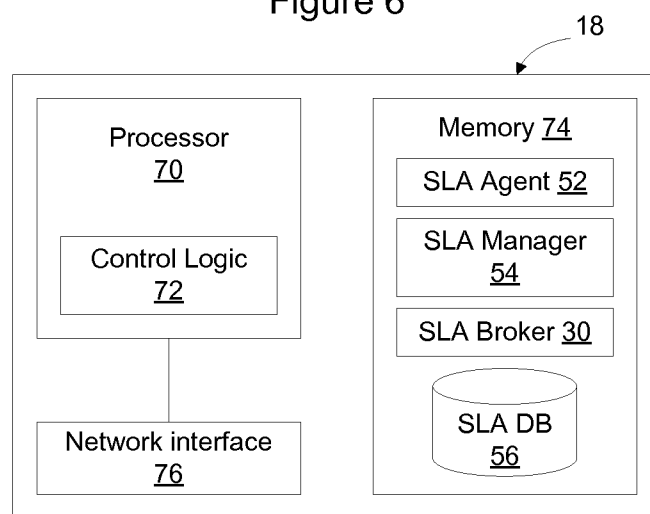 Figure 6
18
Processor
70
Control Logic
72
Network interface
76
Memory 74
SLA Agent 52
SLA Manager
54
SLA Broker 30
SLA DB
56